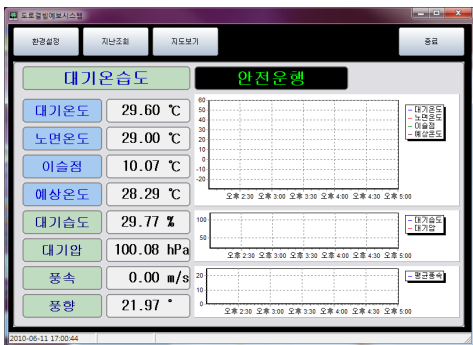 도로결빙예보시스템
환경설정 지난조회 지도보기 종료
대기온습도 안전운행
대기온도 29.60 ℃
노면온도 29.00 ℃
이슬점 10.07 ℃
예상온도 28.29 ℃
대기습도 29.77 %
대기압 100.08 hPa
풍속 0.00 m/s
풍향 21.97 °
60
50
40
30
20
10
0
-10
-20
오후 2:30 오후 3:00 오후 3:30 오후 4:00 오후 4:30 오후 5:00
대기온도
노면온도
이슬점
예상온도
100
50
오후 2:30 오후 3:00 오후 3:30 오후 4:00 오후 4:30 오후 5:00
대기습도
대기압
20
10
0
오후 2:30 오후 3:00 오후 3:30 오후 4:00 오후 4:30 오후 5:00
평균풍속
2010-06-11 17:00:44